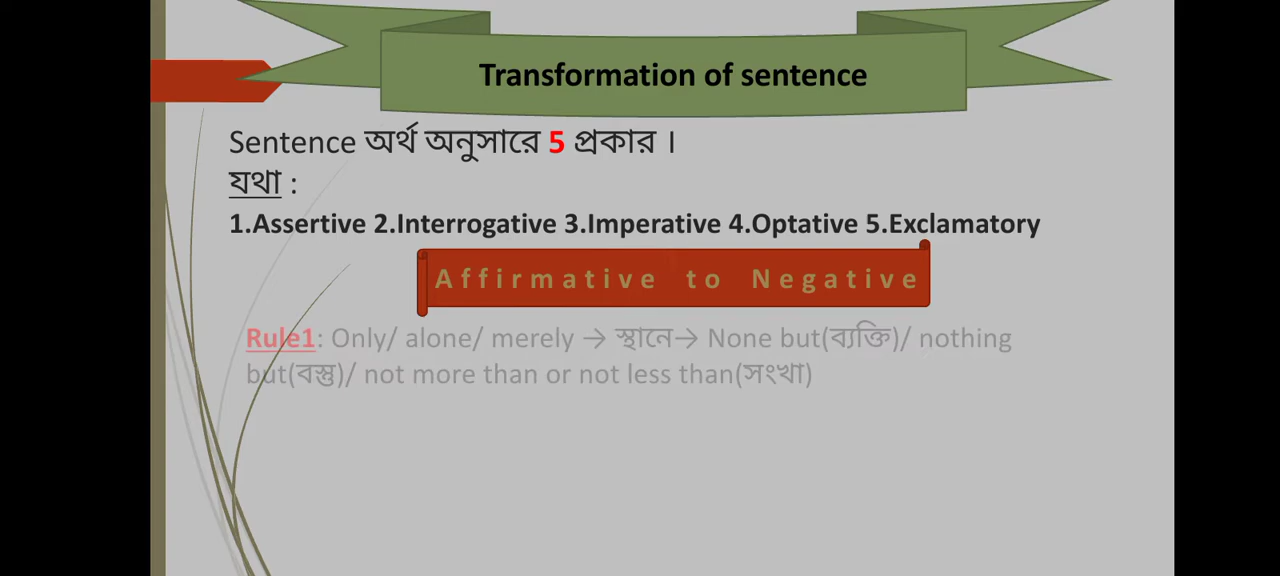 Transformation of sentence
Sentence অর্থ অনুসারে 5 প্রকার ।
যথা :
1.Assertive 2.Interrogative 3.Imperative 4.Optative 5.Exclamatory
Affirmative to Negative
Rule1: Only/ alone/ merely → স্থানে→ None but(ব্যক্তি)/ nothing
but(বস্তু)/ not more than or not less than(সংখা)